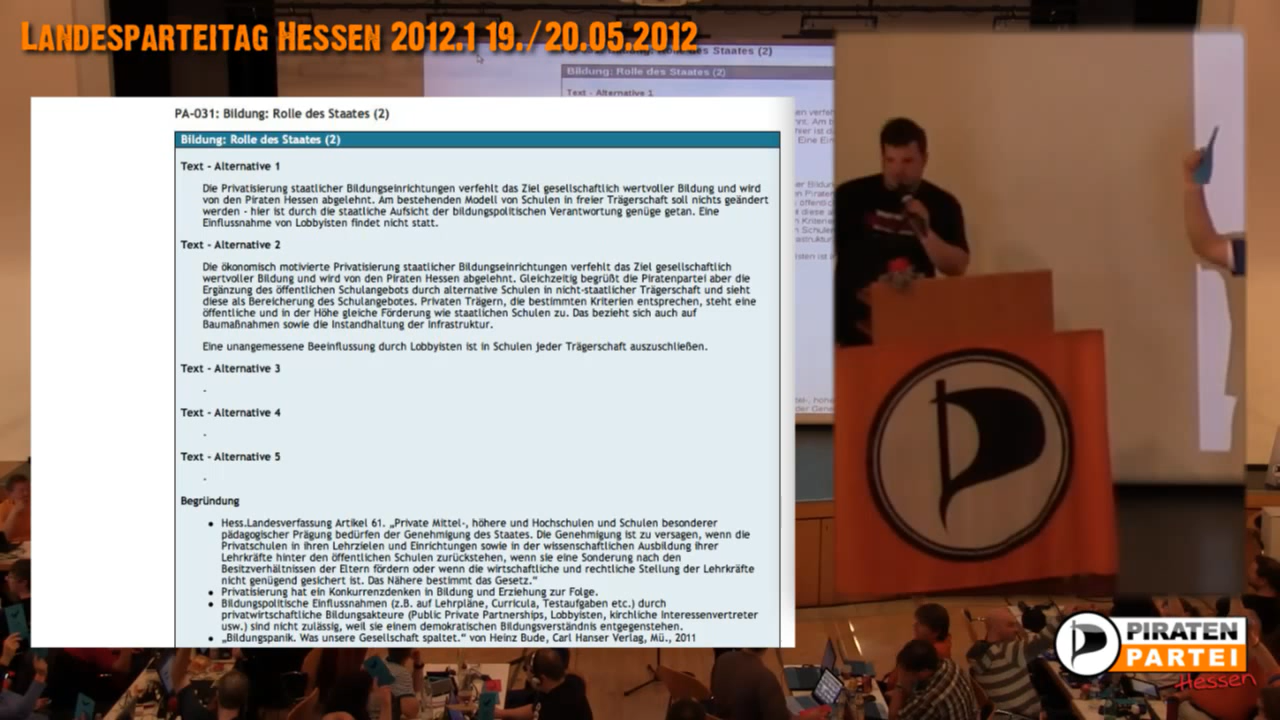 LANDESPARTEITAG HESSEN 2012.1 19./20.05.2012
Rolle des Staates (2)
Bildung: Rolle des Staates (2)
Text - Alternative 1
PA-031: Bildung: Rolle des Staates (2)
Bildung: Rolle des Staates (2)
Text - Alternative 1
Die Privatisierung staatlicher Bildungseinrichtungen verfehlt das Ziel gesellschaftlich wertvoller Bildung und wird
von den Piraten Hessen abgelehnt. Am bestehenden Modell von Schulen in freier Trägerschaft soll nichts geändert
werden - hier ist durch die staatliche Aufsicht der bildungspolitischen Verantwortung genüge getan. Eine
Einflussnahme von Lobbyisten findet nicht statt.
Text - Alternative 2
Die ökonomisch motivierte Privatisierung staatlicher Bildungseinrichtungen verfehlt das Ziel gesellschaftlich
wertvoller Bildung und wird von den Piraten Hessen abgelehnt. Gleichzeitig begrüßt die Piratenpartei aber die
Ergänzung des öffentlichen Schulangebots durch alternative Schulen in nicht-staatlicher Trägerschaft und sieht
diese als Bereicherung des Schulangebotes. Privaten Trägern, die bestimmten Kriterien entsprechen, steht eine
öffentliche und in der Höhe gleiche Förderung wie staatlichen Schulen zu. Das bezieht sich auch auf
Baumaßnahmen sowie die Instandhaltung der Infrastruktur.
Eine unangemessene Beeinflussung durch Lobbyisten ist in Schulen jeder Trägerschaft auszuschließen.
Text - Alternative 3
.
Text - Alternative 4
.
Text - Alternative 5
.
Begründung
• Hess.Landesverfassung Artikel 61. „Private Mittel-, höhere und Hochschulen und Schulen besonderer
pädagogischer Prägung bedürfen der Genehmigung des Staates. Die Genehmigung ist zu versagen, wenn die
Privatschulen in ihren Lehrzielen und Einrichtungen sowie in der wissenschaftlichen Ausbildung ihrer
Lehrkräfte hinter den öffentlichen Schulen zurückstehen, wenn sie eine Sonderung nach den
Besitzverhältnissen der Eltern fördern oder wenn die wirtschaftliche und rechtliche Stellung der Lehrkräfte
nicht genügend gesichert ist. Das Nähere bestimmt das Gesetz.“
• Privatisierung hat ein Konkurrenzdenken in Bildung und Erziehung zur Folge.
• Bildungspolitische Einflussnahmen (z.B. auf Lehrpläne, Curricula, Testaufgaben etc.) durch
privatwirtschaftliche Bildungsakteure (Public Private Partnerships, Lobbyisten, kirchliche Interessenvertreter
usw.) sind nicht zulässig, weil sie einem demokratischen Bildungsverständnis entgegenstehen.
• „Bildungspanik. Was unsere Gesellschaft spaltet.“ von Heinz Bude, Carl Hanser Verlag, Mü., 2011
PIRATEN
PARTEI
Hessen